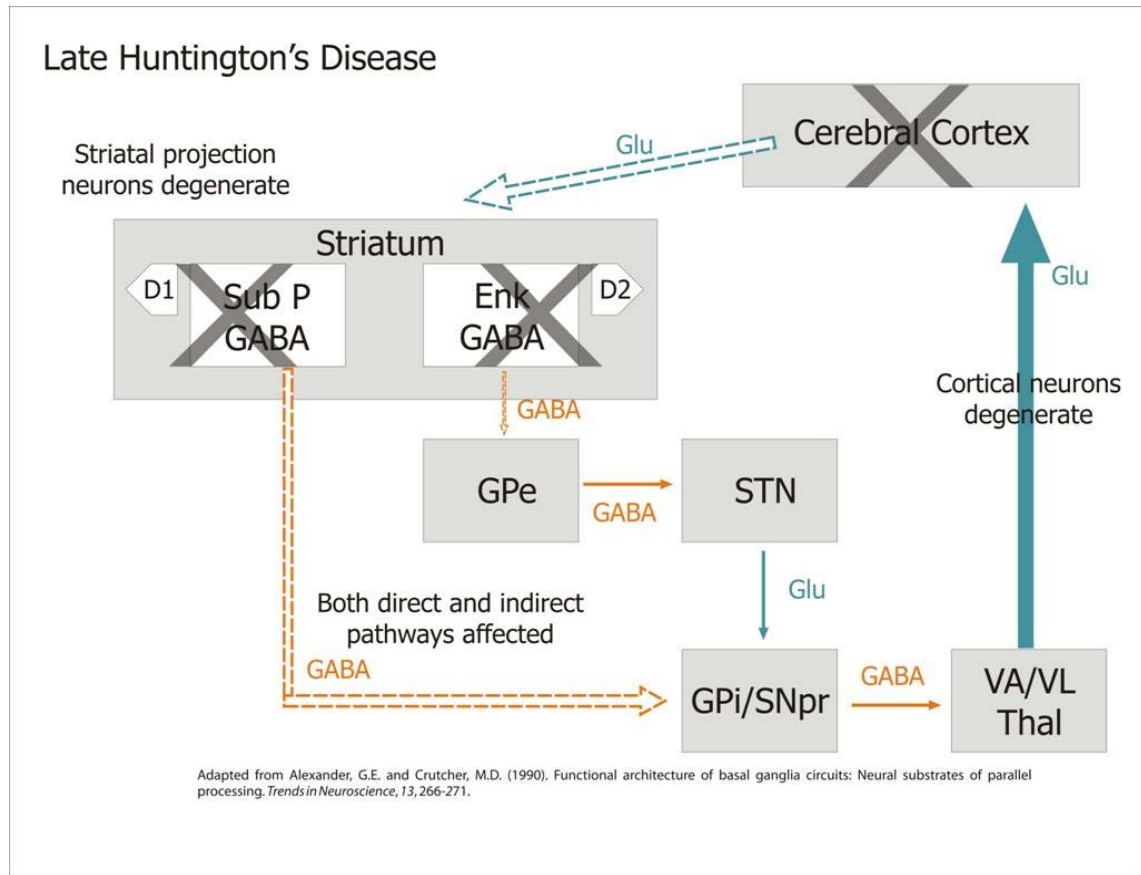 Late Huntington's Disease
Cerebral Cortex
Glu
Striatal projection
neurons degenerate
Striatum
D1
Sub P
GABA
Enk
GABA
D2
Glu
GABA
Cortical neurons
degenerate
GPe
GABA
STN
Glu
Both direct and indirect
pathways affected
GABA
GPi/SNpr
GABA
VA/VL
Thal
Adapted from Alexander, G.E. and Crutcher, M.D. (1990). Functional architecture of basal ganglia circuits: Neural substrates of parallel
processing. Trends in Neuroscience, 13, 266-271.